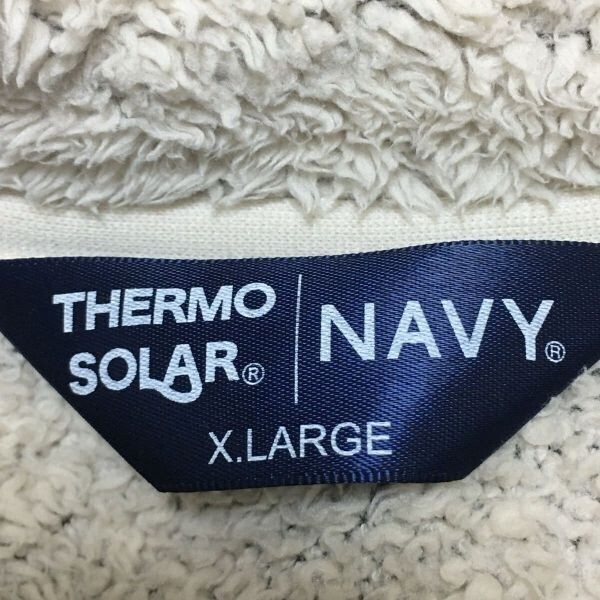 THERMO
SOLAR®
NAVY®
X.LARGE